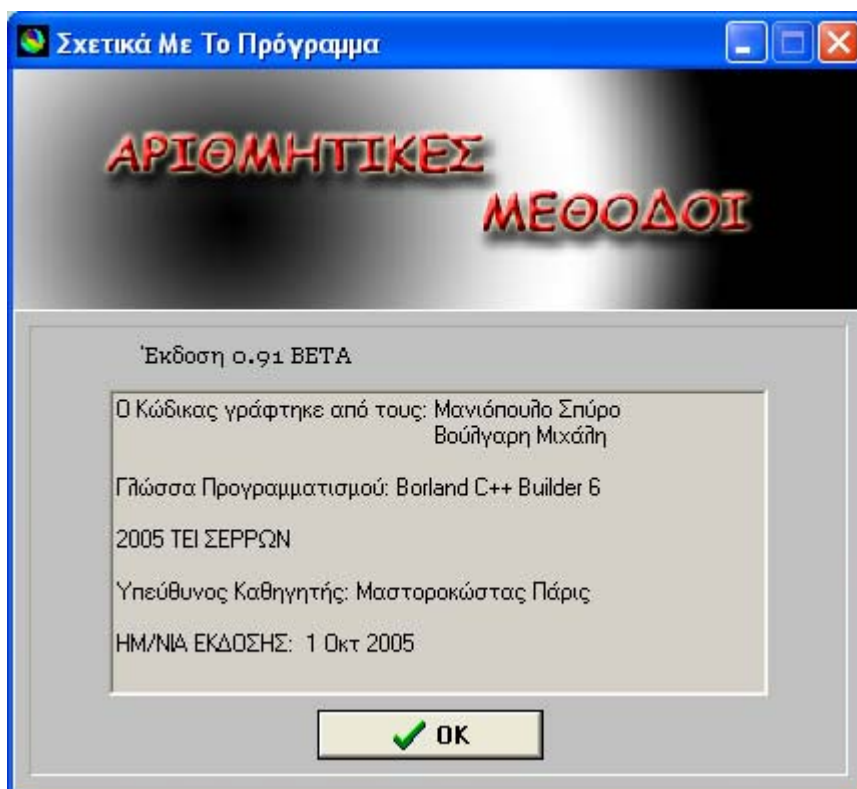 Σχετικά Με Το Πρόγραμμα
ΑΡΙΘΜΗΤΙΚΕΣ
ΜΕΘΟΔΟΙ
Έκδοση 0.91 BETA
Ο Κώδικας γράφτηκε από τους: Μανιόπουλο Σπύρο
Βούλγαρη Μιχάλη
Γλώσσα Προγραμματισμού: Borland C++ Builder 6
2005 ΤΕΙ ΣΕΡΡΩΝ
Υπεύθυνος Καθηγητής: Μαστοροκώστας Πάρις
ΗΜ/ΝΙΑ ΕΚΔΟΣΗΣ: 1 Οκτ 2005
OK